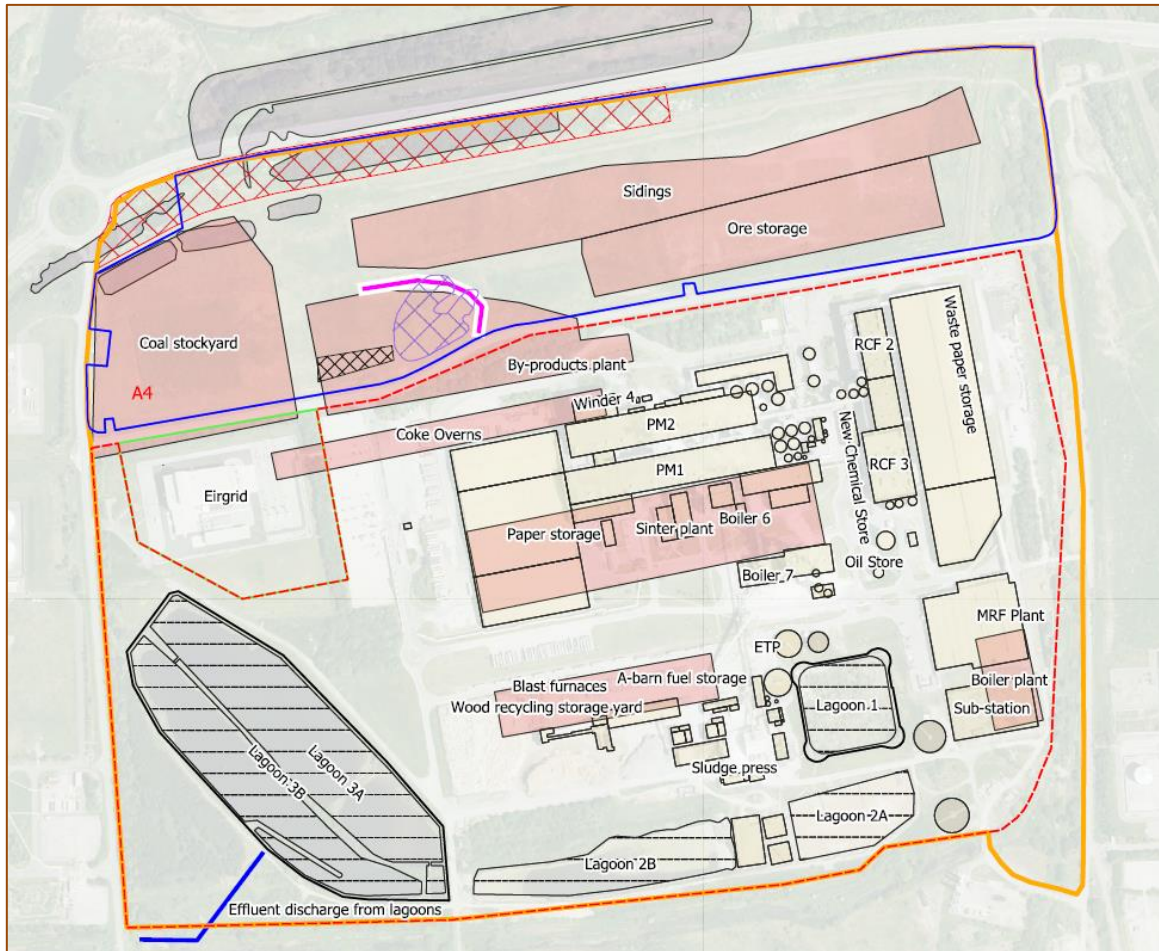 Sidings
Ore storage
Coal stockyard
A4
By-products plant
Winder 4
Coke Overns
PM2
PM1
RCF 2
Waste paper storage
New Chemical Store
RCF 3
Eirgrid
Paper storage
Sinter plant
Boiler 6
Boiler 7
Oil Store
MRF Plant
ETP
A-barn fuel storage
Blast furnaces
Boiler plant
Wood recycling storage yard
Lagoon 1
Sub-station
Lagoon 3A
Lagoon 3B
Sludge press
Lagoon 2A
Lagoon 2B
Effluent discharge from lagoons